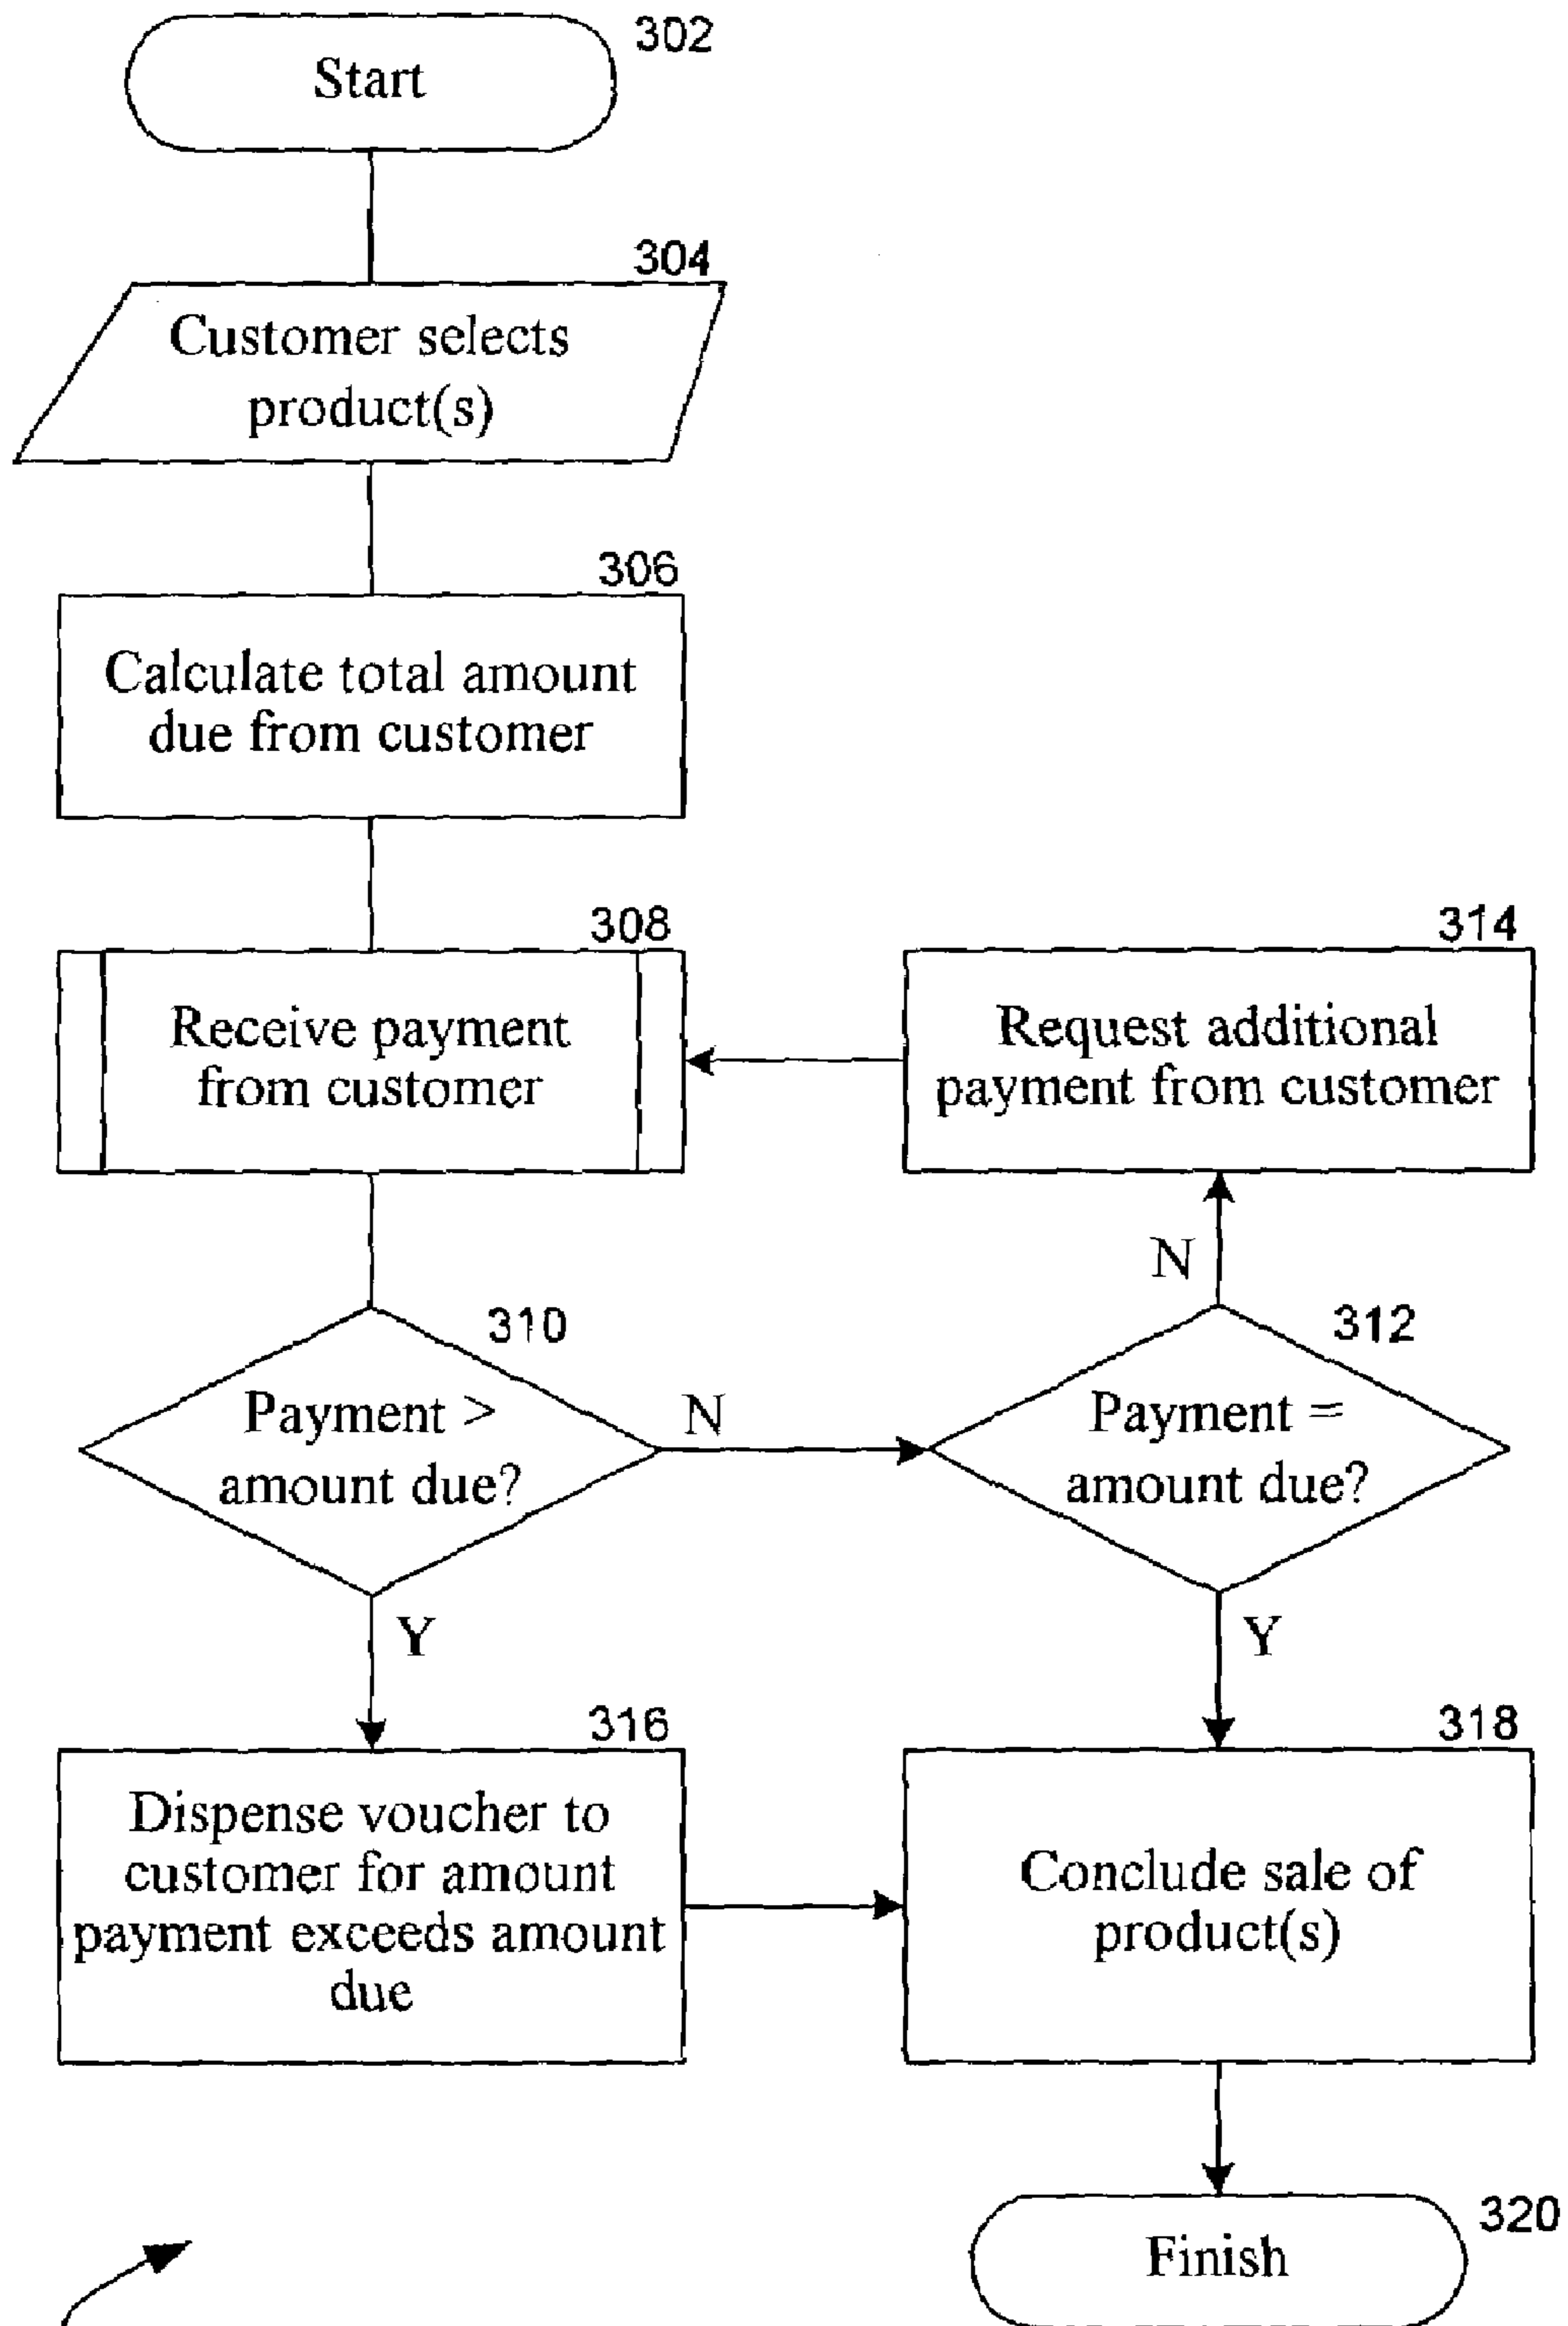 302
Start
304
Customer selects
product(s)
306
Calculate total amount
due from customer
308
Receive payment
from customer
314
Request additional
payment from customer
N
310
Payment >
amount due?
N
312
Payment =
amount due?
Y
Y
316
Dispense voucher to
customer for amount
payment exceeds amount
due
318
Conclude sale of
product(s)
320
Finish